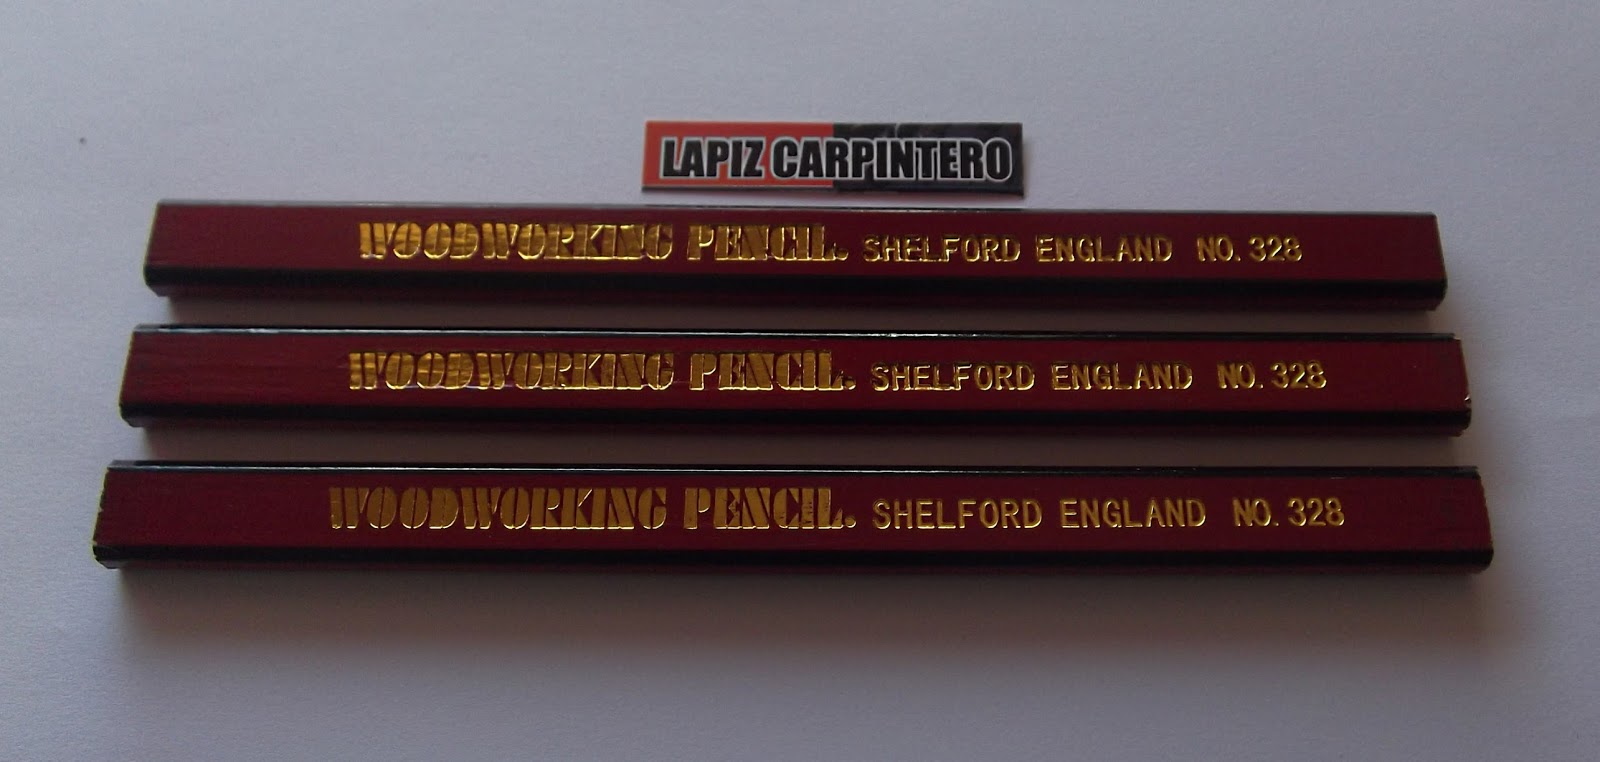 LAPIZ CARPINTERO
WOODWORKING PENCIL. SHELFORD ENGLAND NO. 328
WOODWORKING PENCIL. SHELFORD ENGLAND NO. 328
WOODWORKING PENCIL. SHELFORD ENGLAND NO. 328